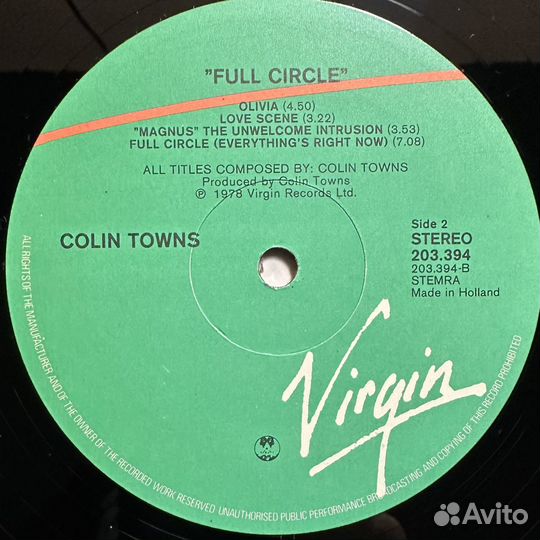 "FULL CIRCLE"
OLIVIA (4.50)
LOVE SCENE (3.22)
"MAGNUS" THE UNWELCOME INTRUSION (3.53)
FULL CIRCLE (EVERYTHING'S RIGHT NOW) (7.08)
ALL TITLES COMPOSED BY: COLIN TOWNS
Produced by Colin Towns
℗ 1978 Virgin Records Ltd.
COLIN TOWNS
Side 2
STEREO
203.394
203.394-B
STEMRA
Made in Holland
Virgin
ALL RIGHTS OF THE MANUFACTURER AND OF THE OWNER OF THE RECORDED WORK RESERVED UNAUTHORISED PUBLIC PERFORMANCE BROADCASTING AND COPYING OF THIS RECORD PROHIBITED
Avito